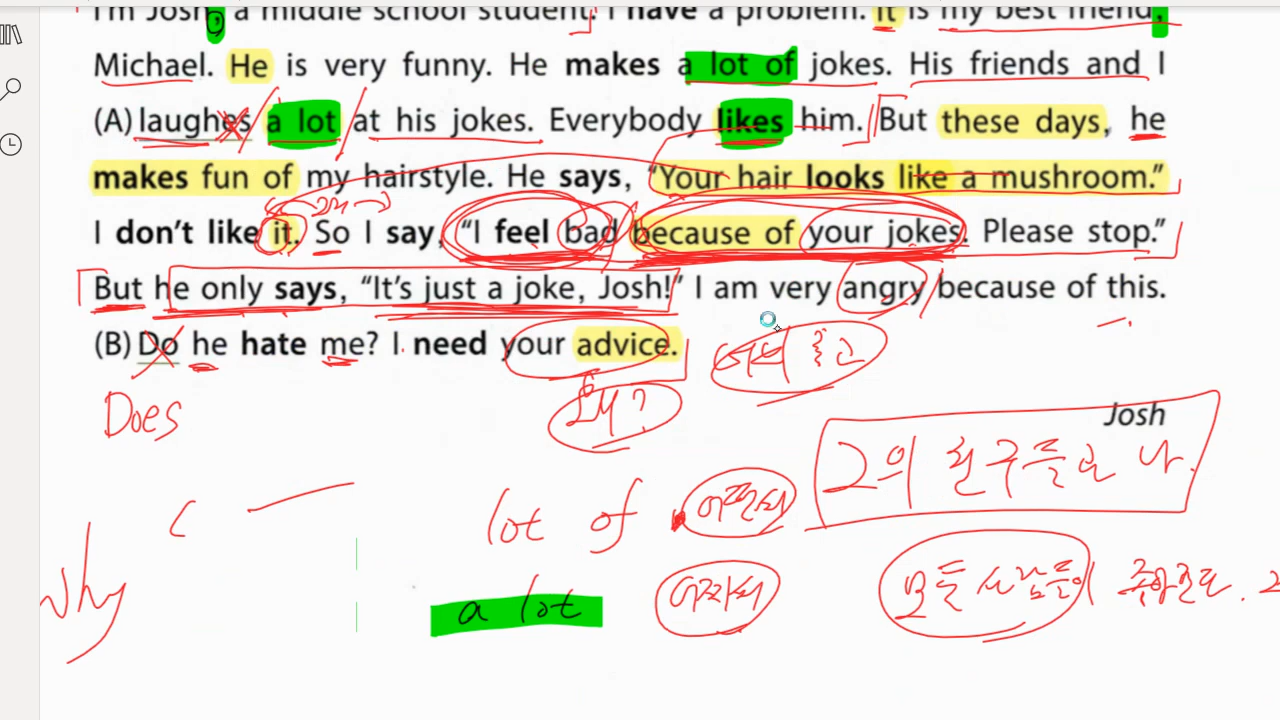 I'm Josh, a middle school student. I have a problem. It is my best friend,
Michael. He is very funny. He makes a lot of jokes. His friends and I
(A) laughes a lot at his jokes. Everybody likes him. But these days, he
makes fun of my hairstyle. He says, “Your hair looks like a mushroom.”
I don't like it. So I say, “I feel bad because of your jokes. Please stop.”
But he only says, “It's just a joke, Josh!” I am very angry because of this.
(B) Do he hate me? I need your advice.
Does
Josh
그의 친구들과 나.
lot of
Why
a lot
모든 사람들이